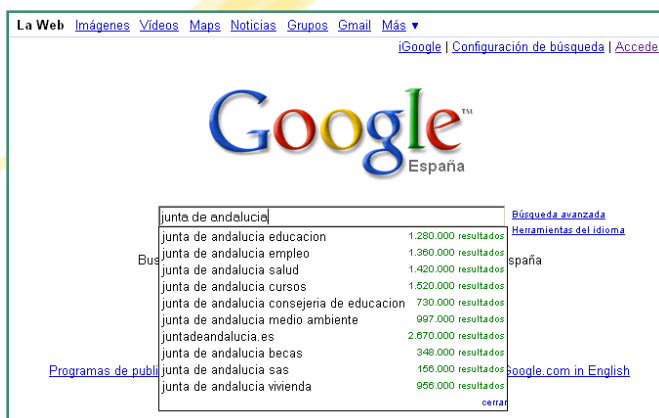 La Web Imágenes Vídeos Maps Noticias Grupos Gmail Más ▼
iGoogle | Configuración de búsqueda | Accede
Google™
España
junta de andalucia
Búsqueda avanzada
Herramientas del idioma
junta de andalucia educacion 1.280.000 resultados
junta de andalucia empleo 1.360.000 resultados
junta de andalucia salud 1.420.000 resultados
junta de andalucia cursos 1.520.000 resultados
junta de andalucia consejeria de educacion 730.000 resultados
junta de andalucia medio ambiente 997.000 resultados
juntadeandalucia.es 2.670.000 resultados
junta de andalucia becas 348.000 resultados
junta de andalucia sas 156.000 resultados
junta de andalucia vivienda 956.000 resultados
cerrar
Bus spaña
Programas de publi Google.com in English